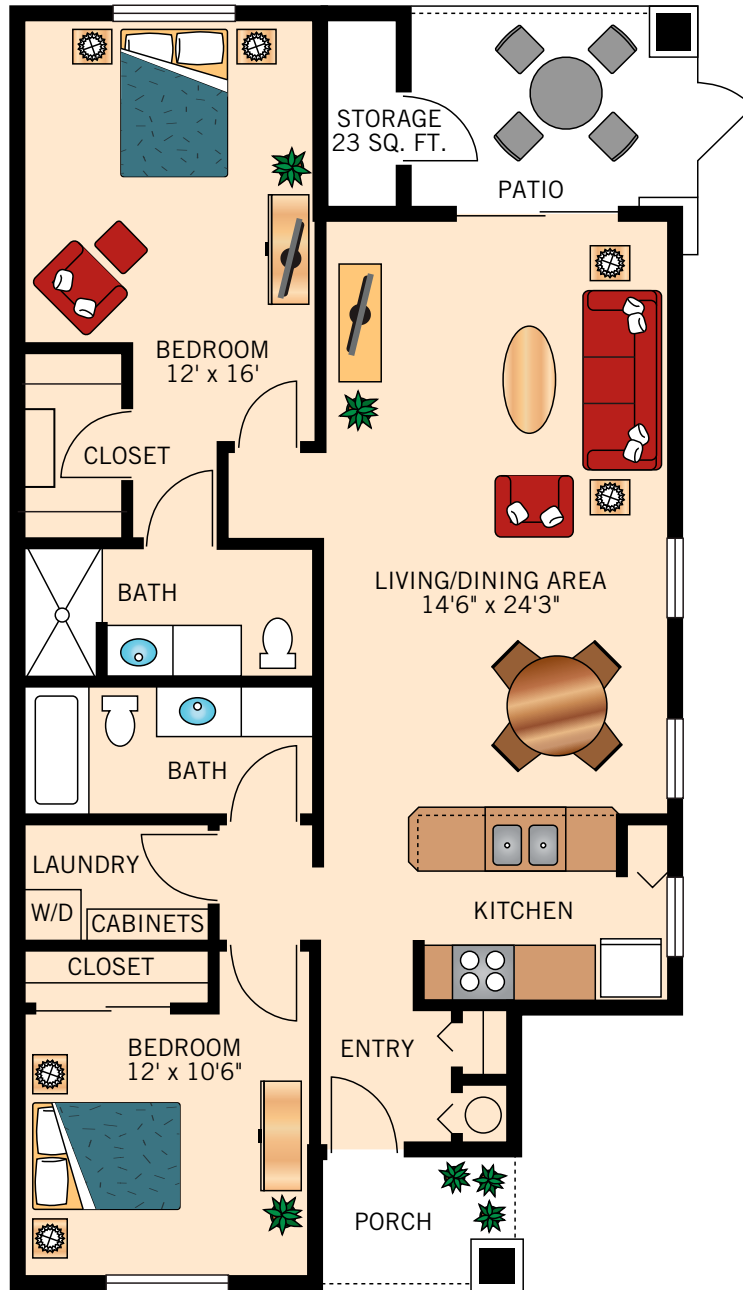 STORAGE
23 SQ. FT.
PATIO
BEDROOM
12' x 16'
CLOSET
BATH
LIVING/DINING AREA
14'6" x 24'3"
BATH
LAUNDRY
W/D
CABINETS
KITCHEN
CLOSET
BEDROOM
12' x 10'6"
ENTRY
PORCH